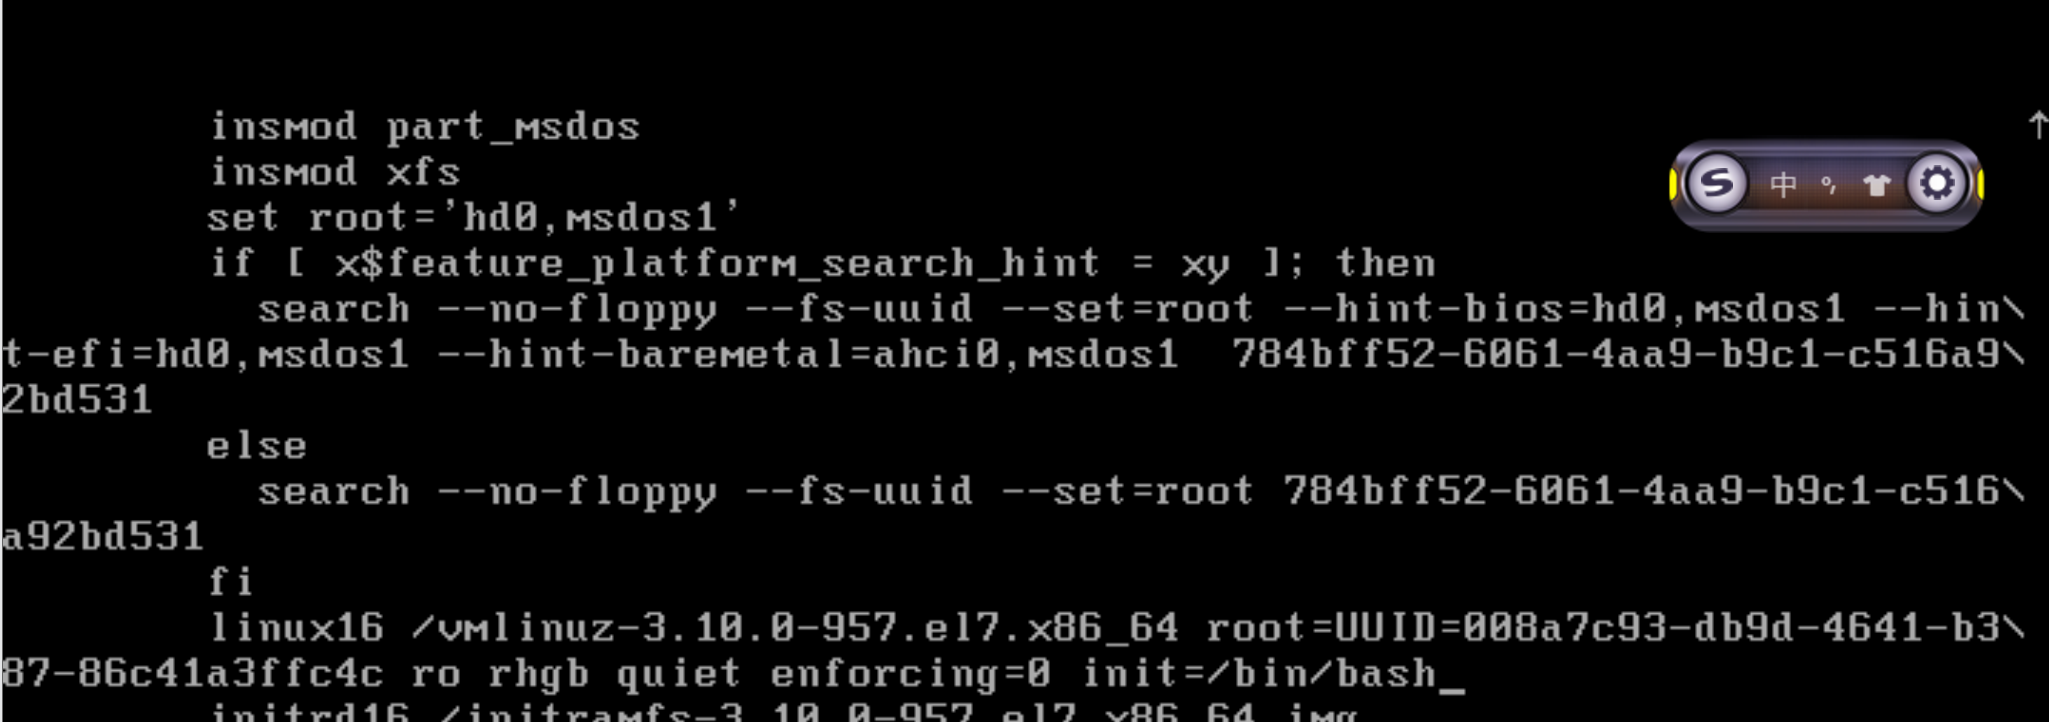 insmod part_msdos
insmod xfs
set root='hd0,msdos1'
if [ x$feature_platform_search_hint = xy ]; then
search --no-floppy --fs-uuid --set=root --hint-bios=hd0,msdos1 --hin\
t-efi=hd0,msdos1 --hint-baremetal=ahci0,msdos1  784bff52-6061-4aa9-b9c1-c516a9\
2bd531
else
search --no-floppy --fs-uuid --set=root 784bff52-6061-4aa9-b9c1-c516\
a92bd531
fi
linux16 /vmlinuz-3.10.0-957.el7.x86_64 root=UUID=008a7c93-db9d-4641-b3\
87-86c41a3ffc4c ro rhgb quiet enforcing=0 init=/bin/bash_
initrd16 /initramfs-3.10.0-957.el7.x86_64.img
S 中 °,